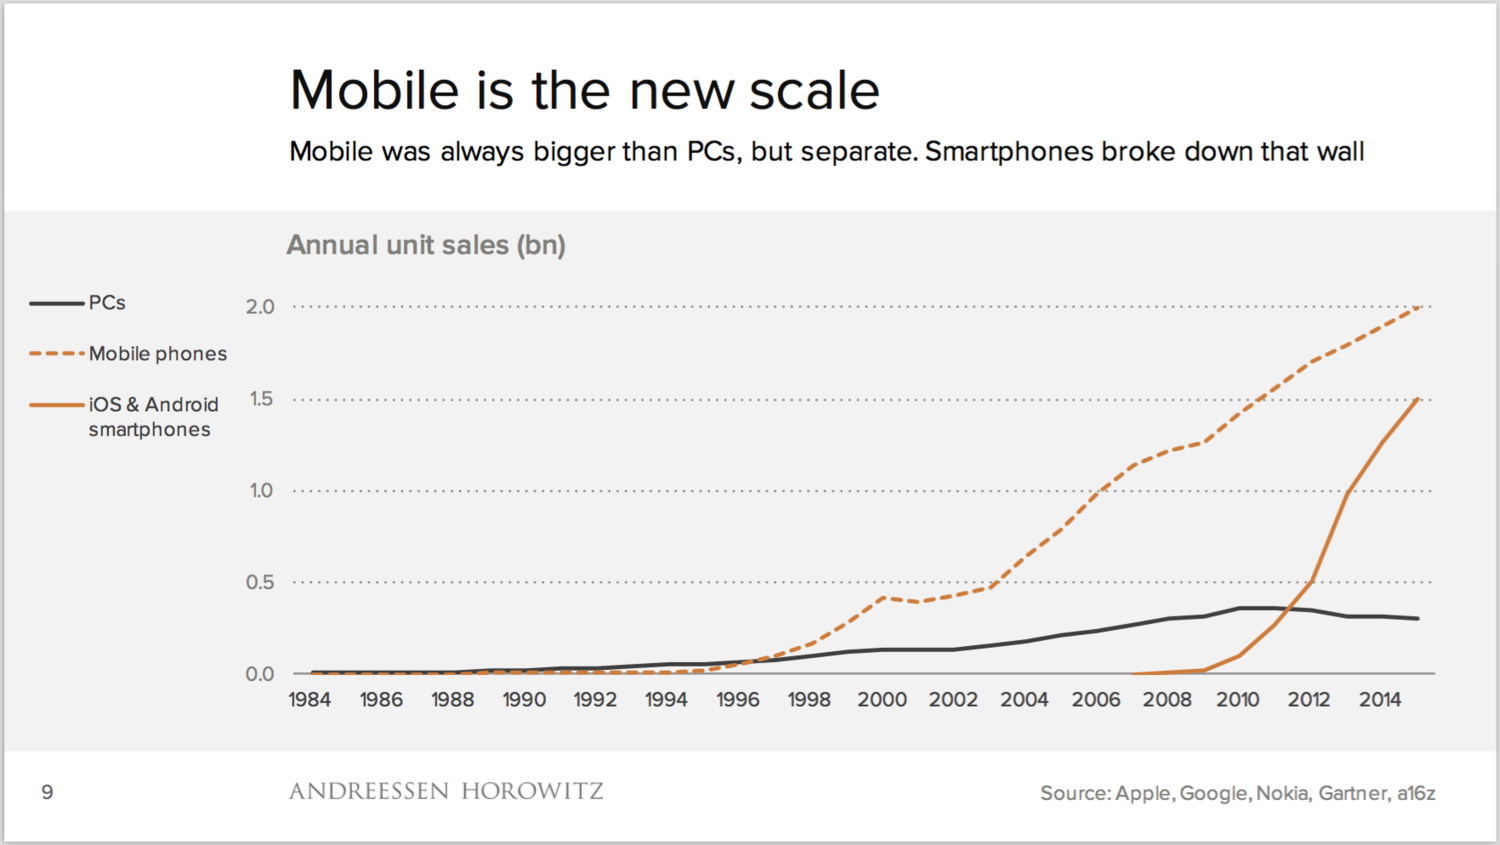 Mobile is the new scale
Mobile was always bigger than PCs, but separate. Smartphones broke down that wall
Annual unit sales (bn)
PCs
Mobile phones
iOS & Android
smartphones
2.0
1.5
1.0
0.5
0.0
1984 1986 1988 1990 1992 1994 1996 1998 2000 2002 2004 2006 2008 2010 2012 2014
9
ANDREESSEN HOROWITZ
Source: Apple, Google, Nokia, Gartner, a16z